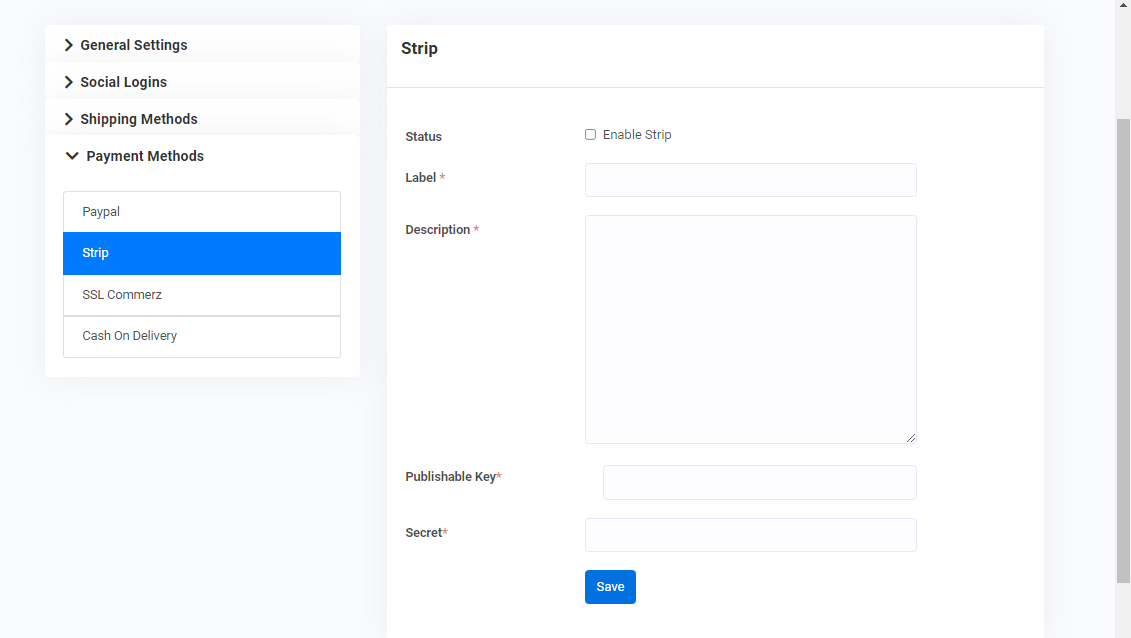 General Settings
Social Logins
Shipping Methods
Payment Methods
Paypal
Strip
SSL Commerz
Cash On Delivery
Strip
Status
Enable Strip
Label *
Description *
Publishable Key*
Secret*
Save